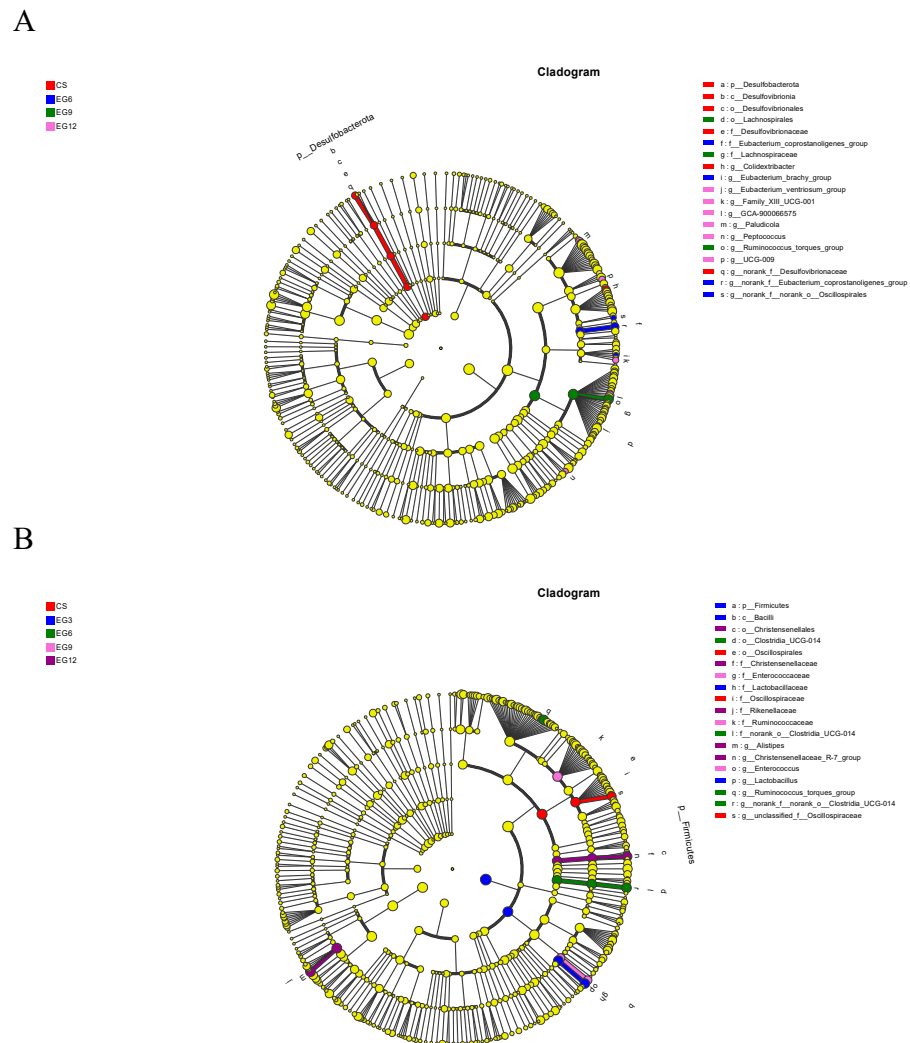 A
Cladogram
CS
EG6
EG9
EG12
p__Desulfobacterota
b
c
e
a : p__Desulfobacterota
b : c__Desulfovibrionia
c : o__Desulfovibrionales
d : o__Lachnospirales
e : f__Desulfovibrionaceae
f : f__Eubacterium_coprostanoligenes_group
g : f__Lachnospiraceae
h : g__Colidextribacter
i : g__Eubacterium_brachy_group
j : g__Eubacterium_ventriosum_group
k : g__Family_XIII_UCG-001
l : g__GCA-900066575
m : g__Paludicola
n : g__Peptococcus
o : g__Ruminococcus_torques_group
p : g__UCG-009
q : g__norank_f__Desulfovibrionaceae
r : g__norank_f__Eubacterium_coprostanoligenes_group
s : g__norank_f__norank_o__Oscillospirales
m
p
h
s
f
r
i k
g
d
n
B
Cladogram
CS
EG3
EG6
EG9
EG12
a : p__Firmicutes
b : c__Bacilli
c : o__Christensenellales
d : o__Clostridia_UCG-014
e : o__Oscillospirales
f : f__Christensenellaceae
g : f__Enterococcaceae
h : f__Lactobacillaceae
i : f__Oscillospiraceae
j : f__Rikenellaceae
k : f__Ruminococcaceae
l : f__norank_o__Clostridia_UCG-014
m : g__Alistipes
n : g__Christensenellaceae_R-7_group
o : g__Enterococcus
p : g__Lactobacillus
q : g__Ruminococcus_torques_group
r : g__norank_f__norank_o__Clostridia_UCG-014
s : g__unclassified_f__Oscillospiraceae
q
k
e
i
s
p__Firmicutes
n f c
r l d
op
gh
m
j